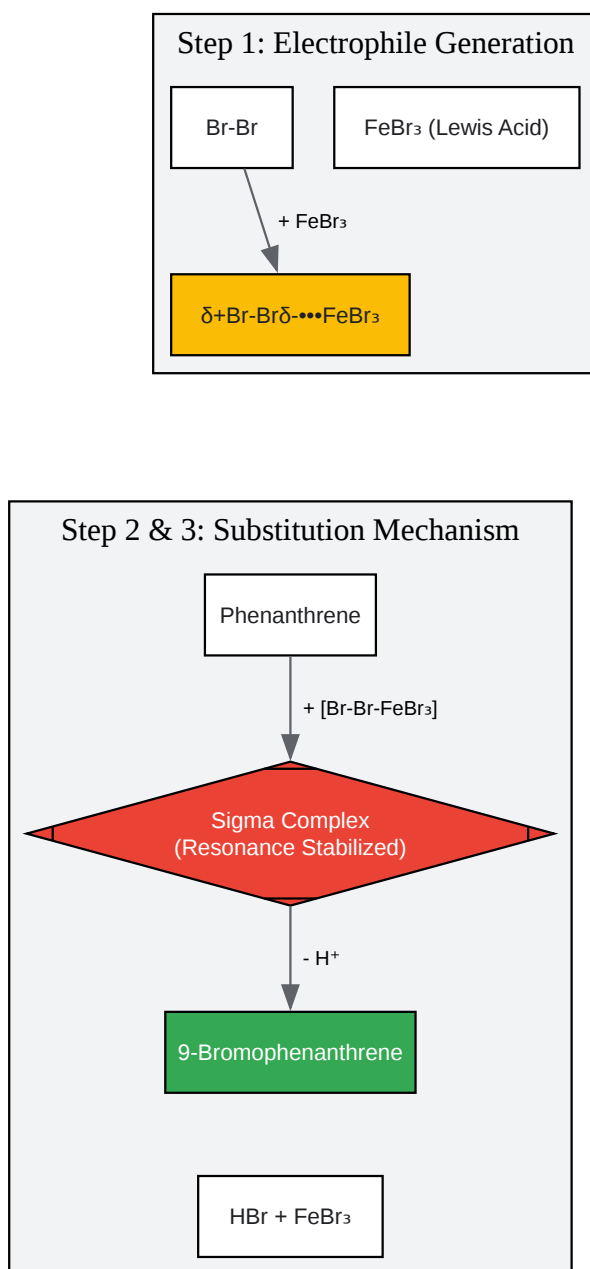 Step 1: Electrophile Generation
Br-Br
FeBr₃ (Lewis Acid)
+ FeBr₃
δ+Br-Brδ-•••FeBr₃
Step 2 & 3: Substitution Mechanism
Phenanthrene
+ [Br-Br-FeBr₃]
Sigma Complex
(Resonance Stabilized)
- H⁺
9-Bromophenanthrene
HBr + FeBr₃